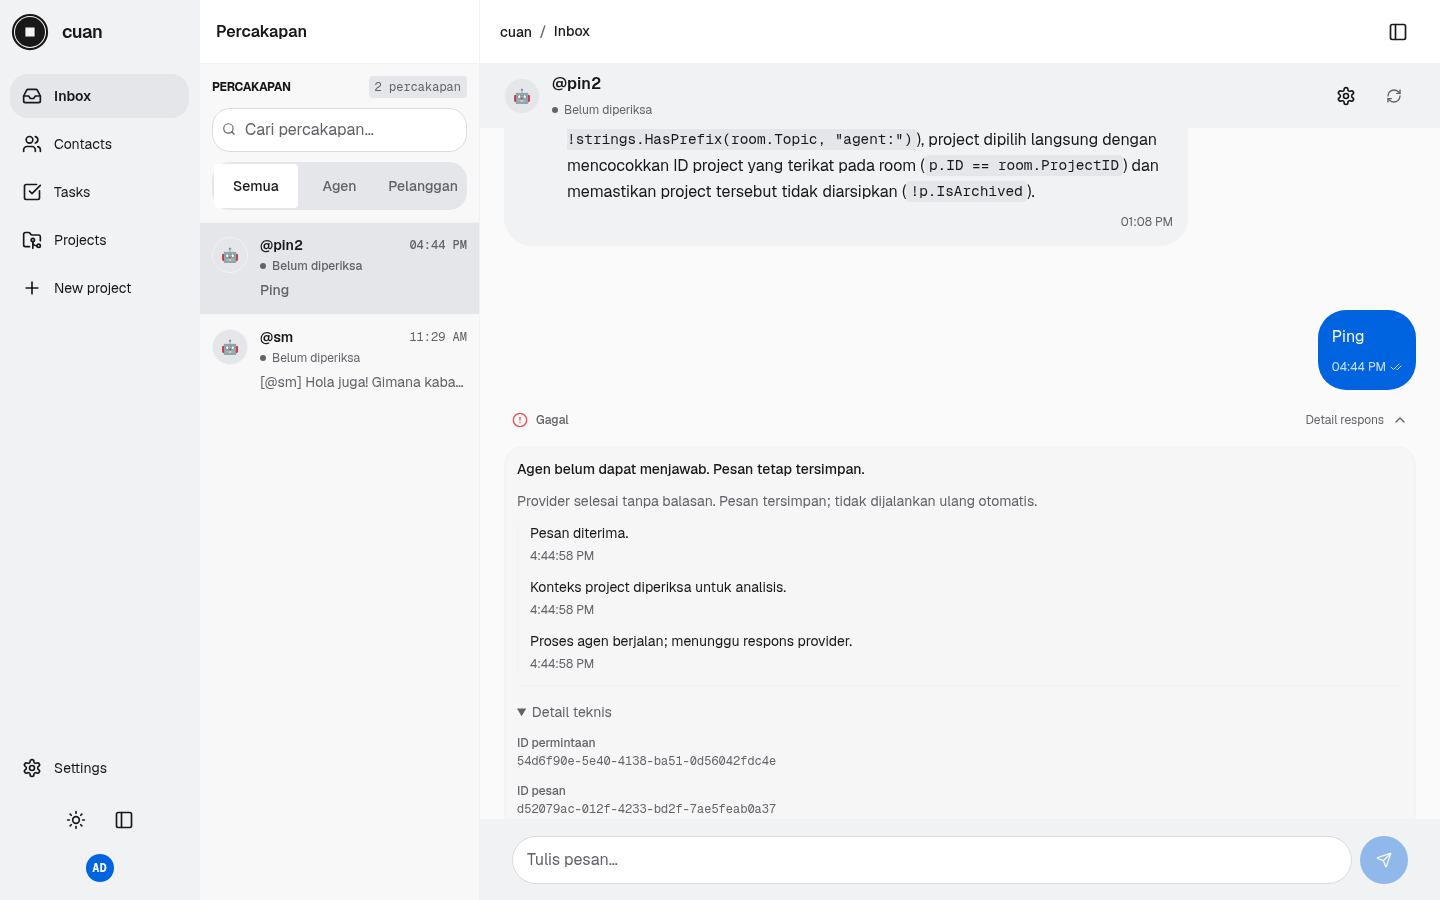 cuan
Inbox
Contacts
Tasks
Projects
New project
Settings
AD
Percakapan
PERCAKAPAN
2 percakapan
Cari percakapan...
Semua
Agen
Pelanggan
@pin2
04:44 PM
Belum diperiksa
Ping
@sm
11:29 AM
Belum diperiksa
[@sm] Hola juga! Gimana kaba...
cuan / Inbox
@pin2
Belum diperiksa
!strings.HasPrefix(room.Topic, "agent:")), project dipilih langsung dengan
mencocokkan ID project yang terikat pada room (p.ID == room.ProjectID) dan
memastikan project tersebut tidak diarsipkan (!p.IsArchived).
01:08 PM
Ping
04:44 PM
Gagal
Detail respons
Agen belum dapat menjawab. Pesan tetap tersimpan.
Provider selesai tanpa balasan. Pesan tersimpan; tidak dijalankan ulang otomatis.
Pesan diterima.
4:44:58 PM
Konteks project diperiksa untuk analisis.
4:44:58 PM
Proses agen berjalan; menunggu respons provider.
4:44:58 PM
Detail teknis
ID permintaan
54d6f90e-5e40-4138-ba51-0d56042fdc4e
ID pesan
d52079ac-012f-4233-bd2f-7ae5feab0a37
Tulis pesan...